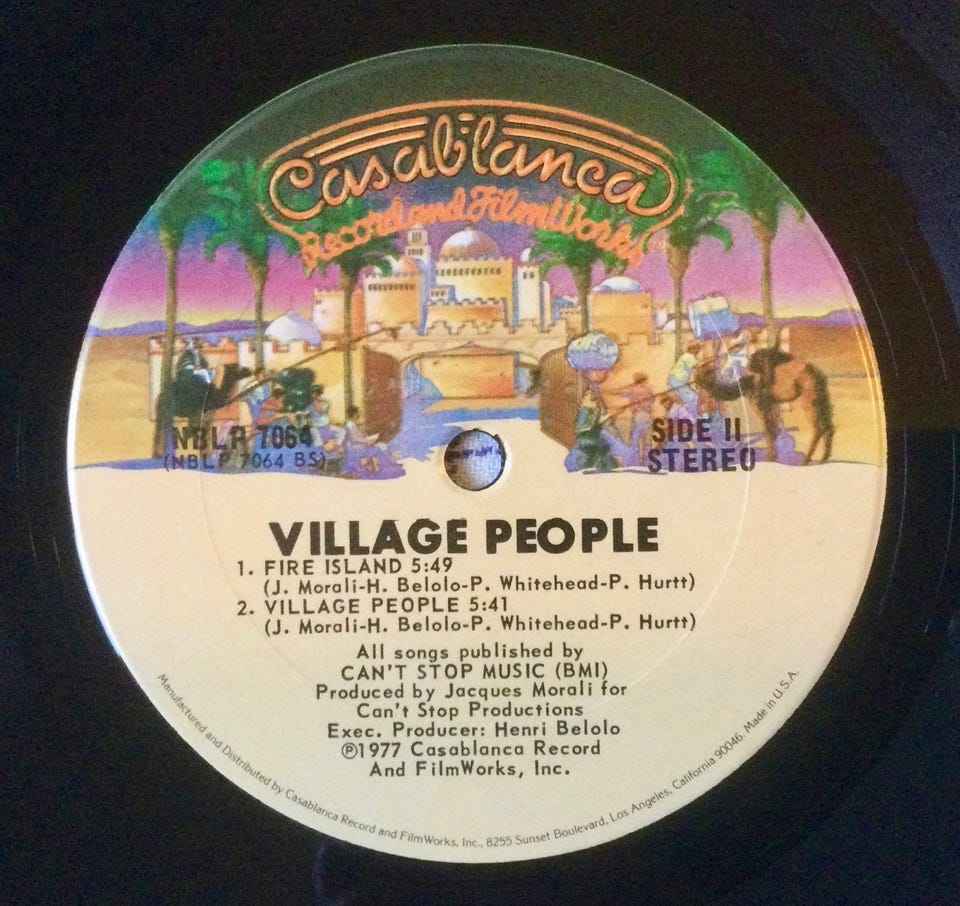 Casablanca
Record and FilmWorks
NBLP 7064
(NBLP 7064 BS)
SIDE II
STEREO
VILLAGE PEOPLE
1. FIRE ISLAND 5:49
(J. Morali-H. Belolo-P. Whitehead-P. Hurtt)
2. VILLAGE PEOPLE 5:41
(J. Morali-H. Belolo-P. Whitehead-P. Hurtt)
All songs published by
CAN'T STOP MUSIC (BMI)
Produced by Jacques Morali for
Can't Stop Productions
Exec. Producer: Henri Belolo
℗1977 Casablanca Record
And FilmWorks, Inc.
Manufactured and Distributed by Casablanca Record and FilmWorks, Inc., 8255 Sunset Boulevard, Los Angeles, California 90046. Made in U.S.A.